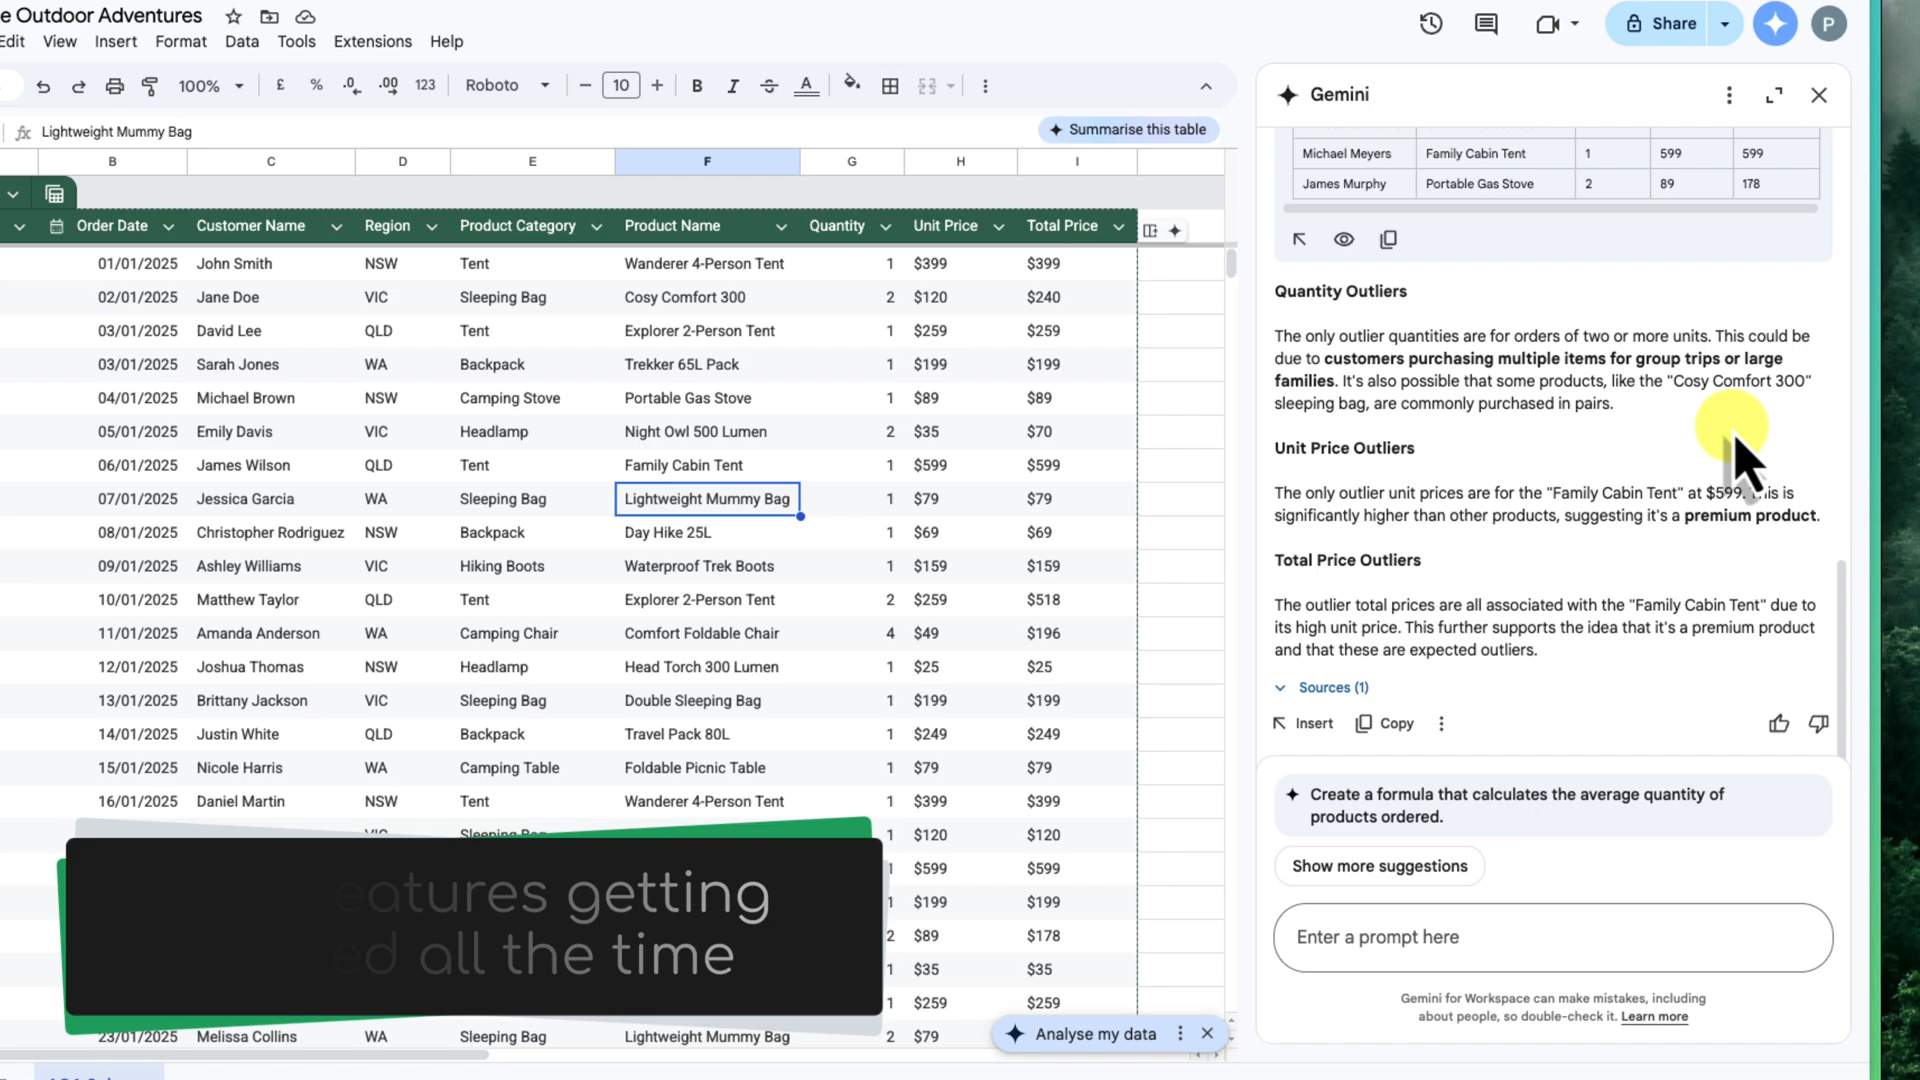 e Outdoor Adventures
Edit View Insert Format Data Tools Extensions Help
Share
P
100% £ % .0 .00 123 Roboto 10 B I S A
fx Lightweight Mummy Bag
Summarise this table
B C D E F G H I
Order Date Customer Name Region Product Category Product Name Quantity Unit Price Total Price
01/01/2025 John Smith NSW Tent Wanderer 4-Person Tent 1 $399 $399
02/01/2025 Jane Doe VIC Sleeping Bag Cosy Comfort 300 2 $120 $240
03/01/2025 David Lee QLD Tent Explorer 2-Person Tent 1 $259 $259
03/01/2025 Sarah Jones WA Backpack Trekker 65L Pack 1 $199 $199
04/01/2025 Michael Brown NSW Camping Stove Portable Gas Stove 1 $89 $89
05/01/2025 Emily Davis VIC Headlamp Night Owl 500 Lumen 2 $35 $70
06/01/2025 James Wilson QLD Tent Family Cabin Tent 1 $599 $599
07/01/2025 Jessica Garcia WA Sleeping Bag Lightweight Mummy Bag 1 $79 $79
08/01/2025 Christopher Rodriguez NSW Backpack Day Hike 25L 1 $69 $69
09/01/2025 Ashley Williams VIC Hiking Boots Waterproof Trek Boots 1 $159 $159
10/01/2025 Matthew Taylor QLD Tent Explorer 2-Person Tent 2 $259 $518
11/01/2025 Amanda Anderson WA Camping Chair Comfort Foldable Chair 4 $49 $196
12/01/2025 Joshua Thomas NSW Headlamp Head Torch 300 Lumen 1 $25 $25
13/01/2025 Brittany Jackson VIC Sleeping Bag Double Sleeping Bag 1 $199 $199
14/01/2025 Justin White QLD Backpack Travel Pack 80L 1 $249 $249
15/01/2025 Nicole Harris WA Camping Table Foldable Picnic Table 1 $79 $79
16/01/2025 Daniel Martin NSW Tent Wanderer 4-Person Tent 1 $399 $399
VIC Sleeping Bag 1 $120 $120
1 $599 $599
1 $199 $199
2 $89 $178
1 $35 $35
1 $259 $259
23/01/2025 Melissa Collins WA Sleeping Bag Lightweight Mummy Bag 2 $79
eatures getting
ed all the time
Analyse my data
Gemini
Michael Meyers Family Cabin Tent 1 599 599
James Murphy Portable Gas Stove 2 89 178
Quantity Outliers
The only outlier quantities are for orders of two or more units. This could be
due to customers purchasing multiple items for group trips or large
families. It's also possible that some products, like the "Cosy Comfort 300"
sleeping bag, are commonly purchased in pairs.
Unit Price Outliers
The only outlier unit prices are for the "Family Cabin Tent" at $599. This is
significantly higher than other products, suggesting it's a premium product.
Total Price Outliers
The outlier total prices are all associated with the "Family Cabin Tent" due to
its high unit price. This further supports the idea that it's a premium product
and that these are expected outliers.
Sources (1)
Insert Copy
Create a formula that calculates the average quantity of
products ordered.
Show more suggestions
Enter a prompt here
Gemini for Workspace can make mistakes, including
about people, so double-check it. Learn more